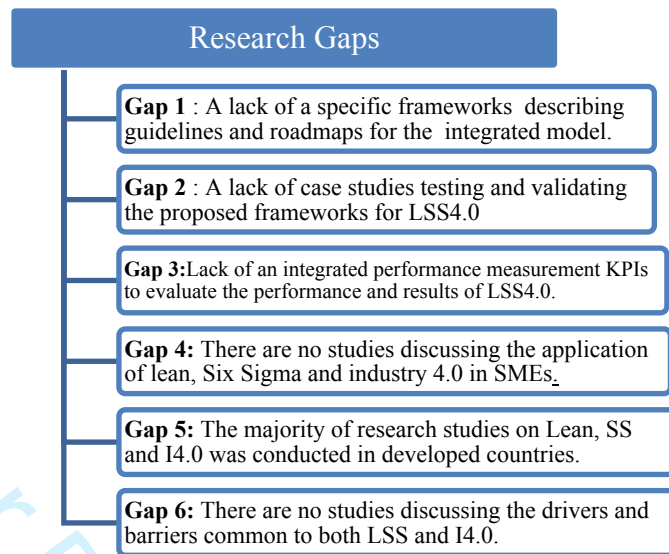 Research Gaps
Gap 1 : A lack of a specific frameworks describing
guidelines and roadmaps for the integrated model.
Gap 2 : A lack of case studies testing and validating
the proposed frameworks for LSS4.0
Gap 3:Lack of an integrated performance measurement KPIs
to evaluate the performance and results of LSS4.0.
Gap 4: There are no studies discussing the application
of lean, Six Sigma and industry 4.0 in SMEs.
Gap 5: The majority of research studies on Lean, SS
and I4.0 was conducted in developed countries.
Gap 6: There are no studies discussing the drivers and
barriers common to both LSS and I4.0.